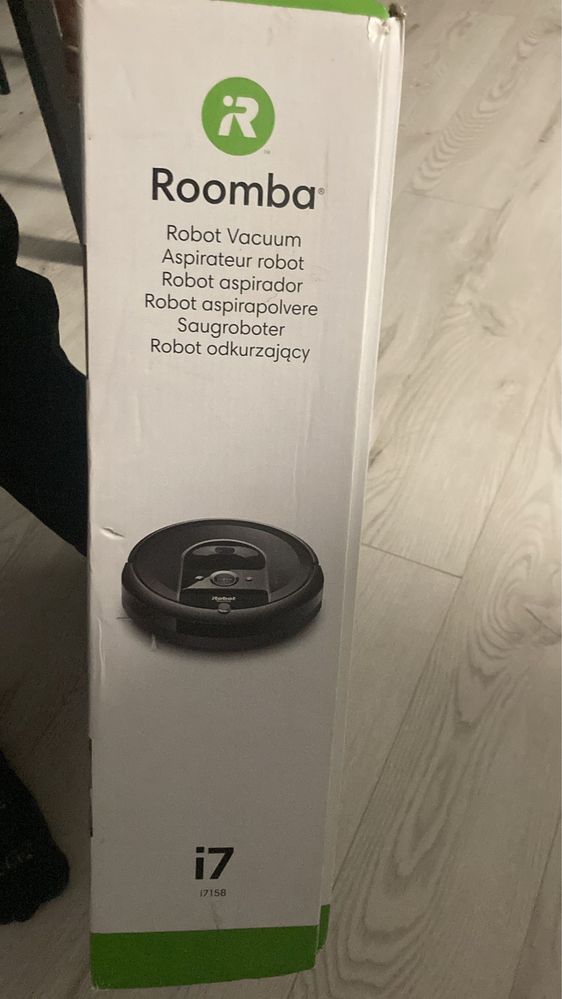 iR
Roomba®
Robot Vacuum
Aspirateur robot
Robot aspirador
Robot aspirapolvere
Saugroboter
Robot odkurzający
iRobot
i7
i7158